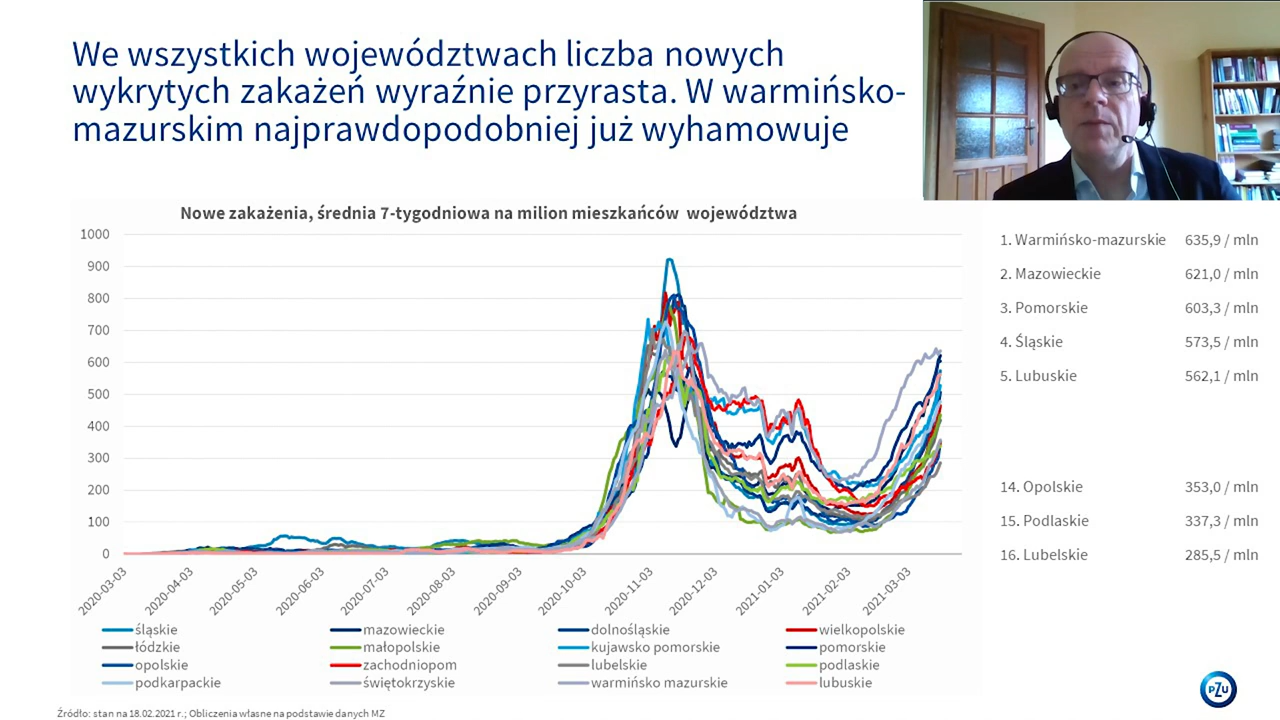 We wszystkich województwach liczba nowych
wykrytych zakażeń wyraźnie przyrasta. W warmińsko-
mazurskim najprawdopodobniej już wyhamowuje
Nowe zakażenia, średnia 7-tygodniowa na milion mieszkańców województwa
1000
900
800
700
600
500
400
300
200
100
0
2020-03-03
2020-04-03
2020-05-03
2020-06-03
2020-07-03
2020-08-03
2020-09-03
2020-10-03
2020-11-03
2020-12-03
2021-01-03
2021-02-03
2021-03-03
śląskie mazowieckie dolnośląskie wielkopolskie
łódzkie małopolskie kujawsko pomorskie pomorskie
opolskie zachodniopom lubelskie podlaskie
podkarpackie świętokrzyskie warmińsko mazurskie lubuskie
1. Warmińsko-mazurskie 635,9 / mln
2. Mazowieckie 621,0 / mln
3. Pomorskie 603,3 / mln
4. Śląskie 573,5 / mln
5. Lubuskie 562,1 / mln
14. Opolskie 353,0 / mln
15. Podlaskie 337,3 / mln
16. Lubelskie 285,5 / mln
PZU
Źródło: stan na 18.02.2021 r.; Obliczenia własne na podstawie danych MZ